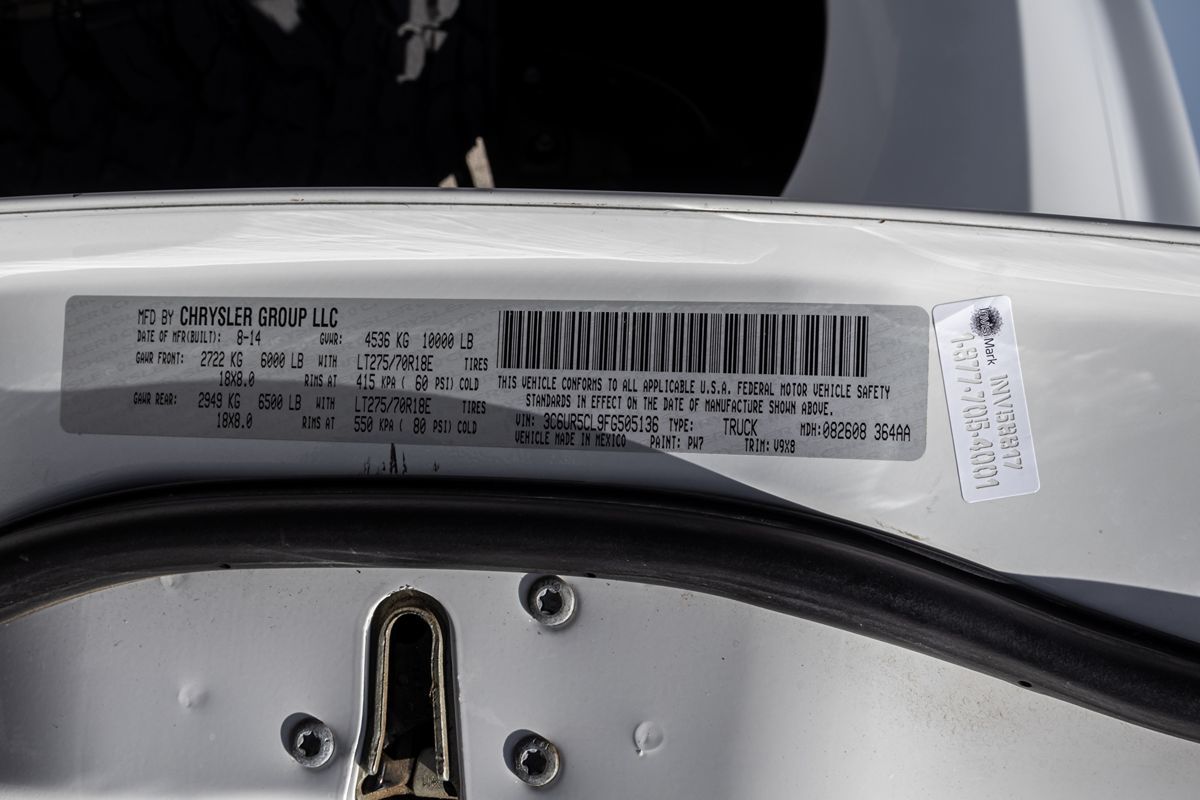 MFD BY CHRYSLER GROUP LLC
DATE OF MFR(BUILT): 8-14 GVWR: 4536 KG 10000 LB
GAWR FRONT: 2722 KG 6000 LB WITH LT275/70R18E TIRES
18X8.0 RIMS AT 415 KPA ( 60 PSI) COLD
GAWR REAR: 2949 KG 6500 LB WITH LT275/70R18E TIRES
18X8.0 RIMS AT 550 KPA ( 80 PSI) COLD
THIS VEHICLE CONFORMS TO ALL APPLICABLE U.S.A. FEDERAL MOTOR VEHICLE SAFETY
STANDARDS IN EFFECT ON THE DATE OF MANUFACTURE SHOWN ABOVE.
VIN: 3C6UR5CL9FG505136 TYPE: TRUCK MDH:082608 364AA
VEHICLE MADE IN MEXICO PAINT: PW7 TRIM: V9X8
Mark
1-877-705-4001